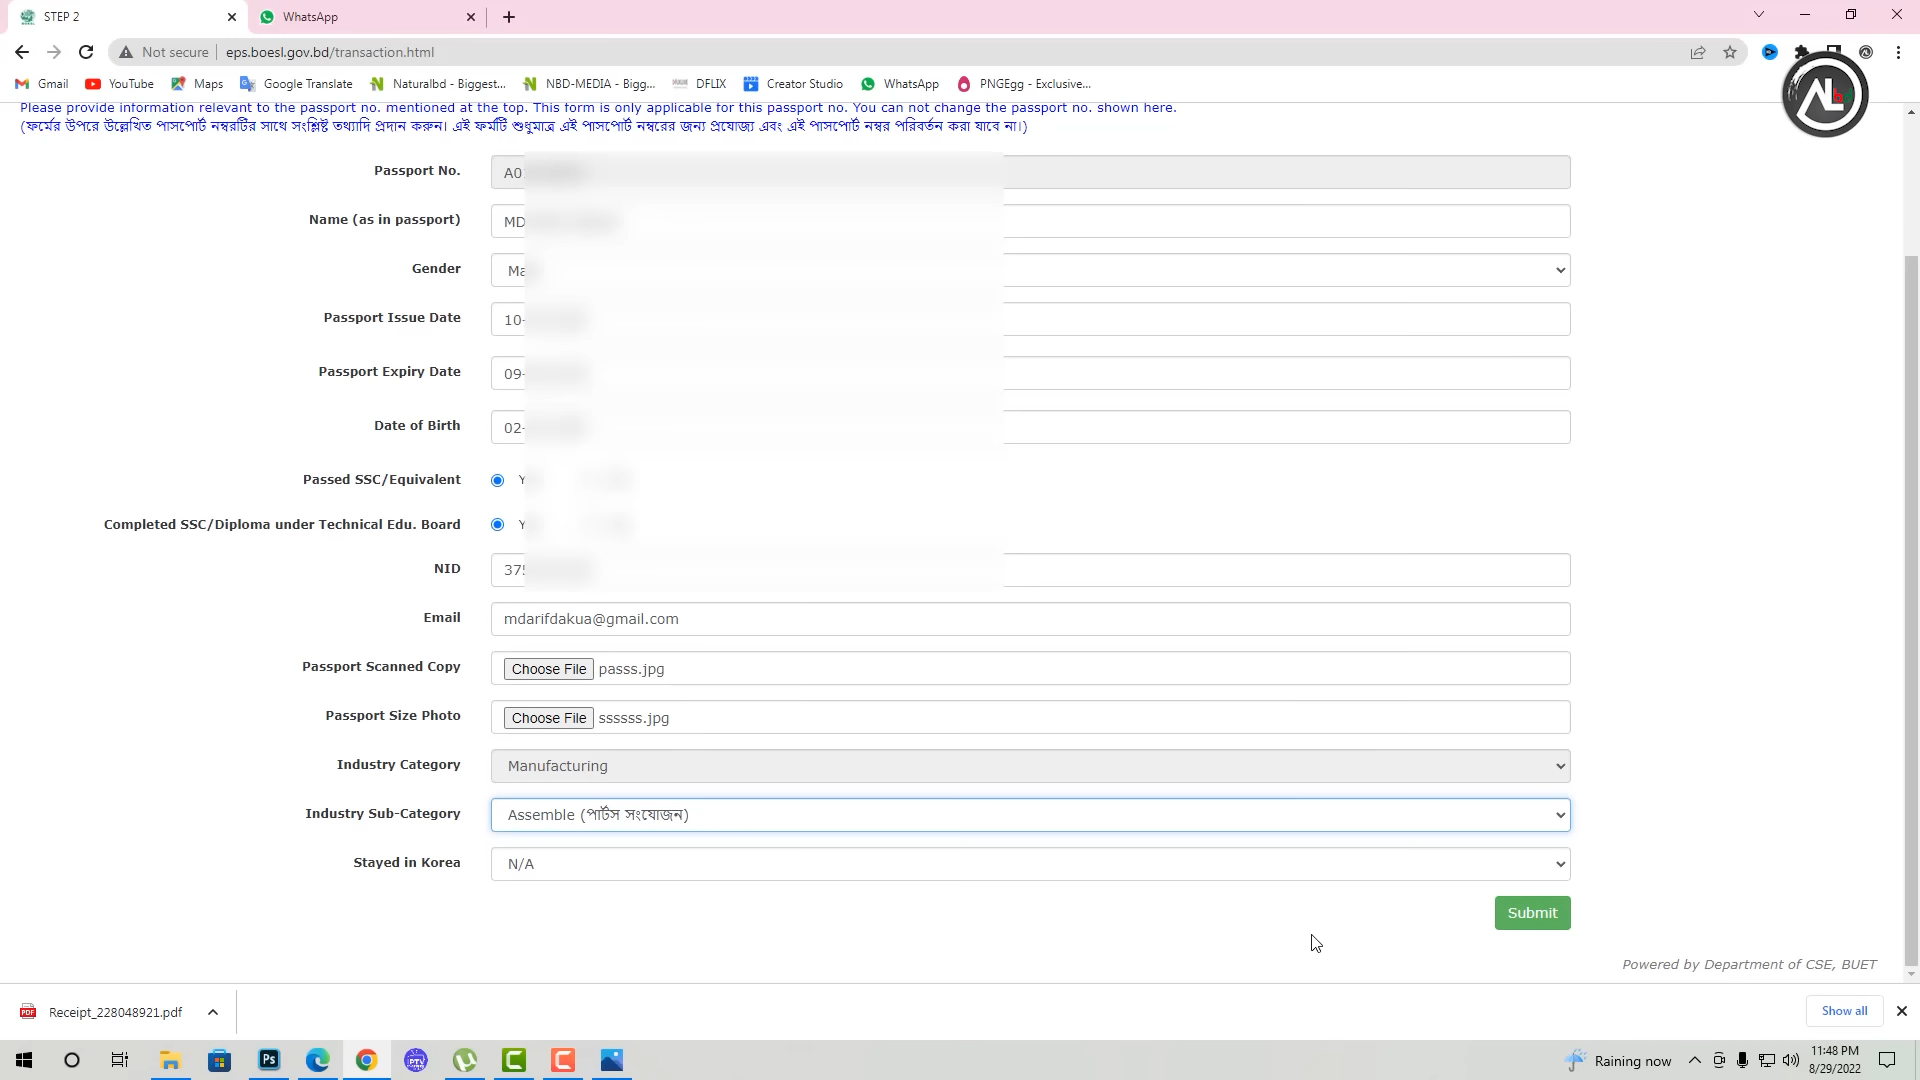 STEP 2
WhatsApp
Not secure
eps.boesl.gov.bd/transaction.html
Gmail
YouTube
Maps
Google Translate
Naturalbd - Biggest...
NBD-MEDIA - Bigg...
DFLIX
Creator Studio
WhatsApp
PNGEgg - Exclusive...
Please provide information relevant to the passport no. mentioned at the top. This form is only applicable for this passport no. You can not change the passport no. shown here.
(ফর্মের উপরে উল্লেখিত পাসপোর্ট নম্বরটির সাথে সংশ্লিষ্ট তথ্যাদি প্রদান করুন। এই ফর্মটি শুধুমাত্র এই পাসপোর্ট নম্বরের জন্য প্রযোজ্য এবং এই পাসপোর্ট নম্বর পরিবর্তন করা যাবে না।)
Passport No.
Name (as in passport)
MD
Gender
Passport Issue Date
10-
Passport Expiry Date
09-
Date of Birth
02-
Passed SSC/Equivalent
Completed SSC/Diploma under Technical Edu. Board
NID
Email
mdarifdakua@gmail.com
Passport Scanned Copy
Choose File passs.jpg
Passport Size Photo
Choose File ssssss.jpg
Industry Category
Manufacturing
Industry Sub-Category
Assemble (পার্টস সংযোজন)
Stayed in Korea
N/A
Submit
Powered by Department of CSE, BUET
Receipt_228048921.pdf
Show all
Raining now
11:48 PM
8/29/2022